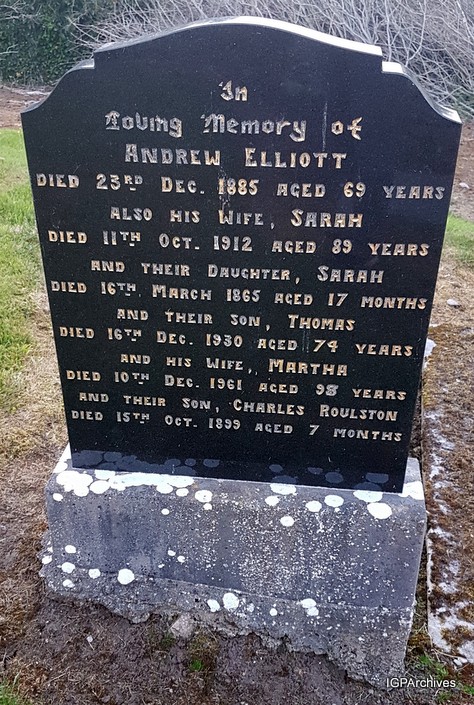 In
Loving Memory of
ANDREW ELLIOTT
DIED 23RD DEC. 1885 AGED 69 YEARS
ALSO HIS WIFE, SARAH
DIED 11TH OCT. 1912 AGED 89 YEARS
AND THEIR DAUGHTER, SARAH
DIED 16TH MARCH 1865 AGED 17 MONTHS
AND THEIR SON, THOMAS
DIED 16TH DEC. 1930 AGED 74 YEARS
AND HIS WIFE, MARTHA
DIED 10TH DEC. 1961 AGED 98 YEARS
AND THEIR SON, CHARLES ROULSTON
DIED 15TH OCT. 1899 AGED 7 MONTHS
IGPArchives